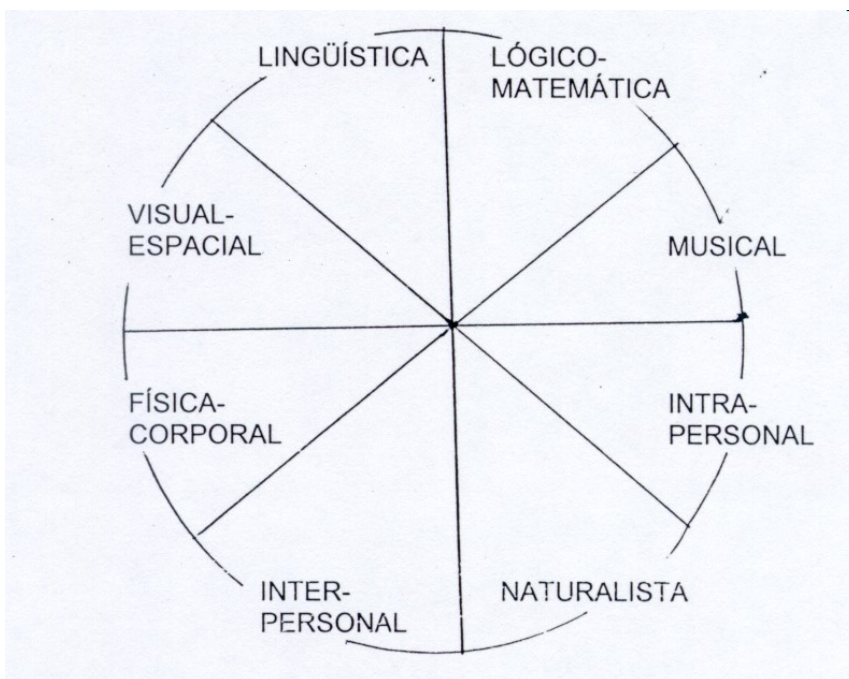 LINGÜÍSTICA
LÓGICO-
MATEMÁTICA
VISUAL-
ESPACIAL
MUSICAL
FÍSICA-
CORPORAL
INTRA-
PERSONAL
INTER-
PERSONAL
NATURALISTA